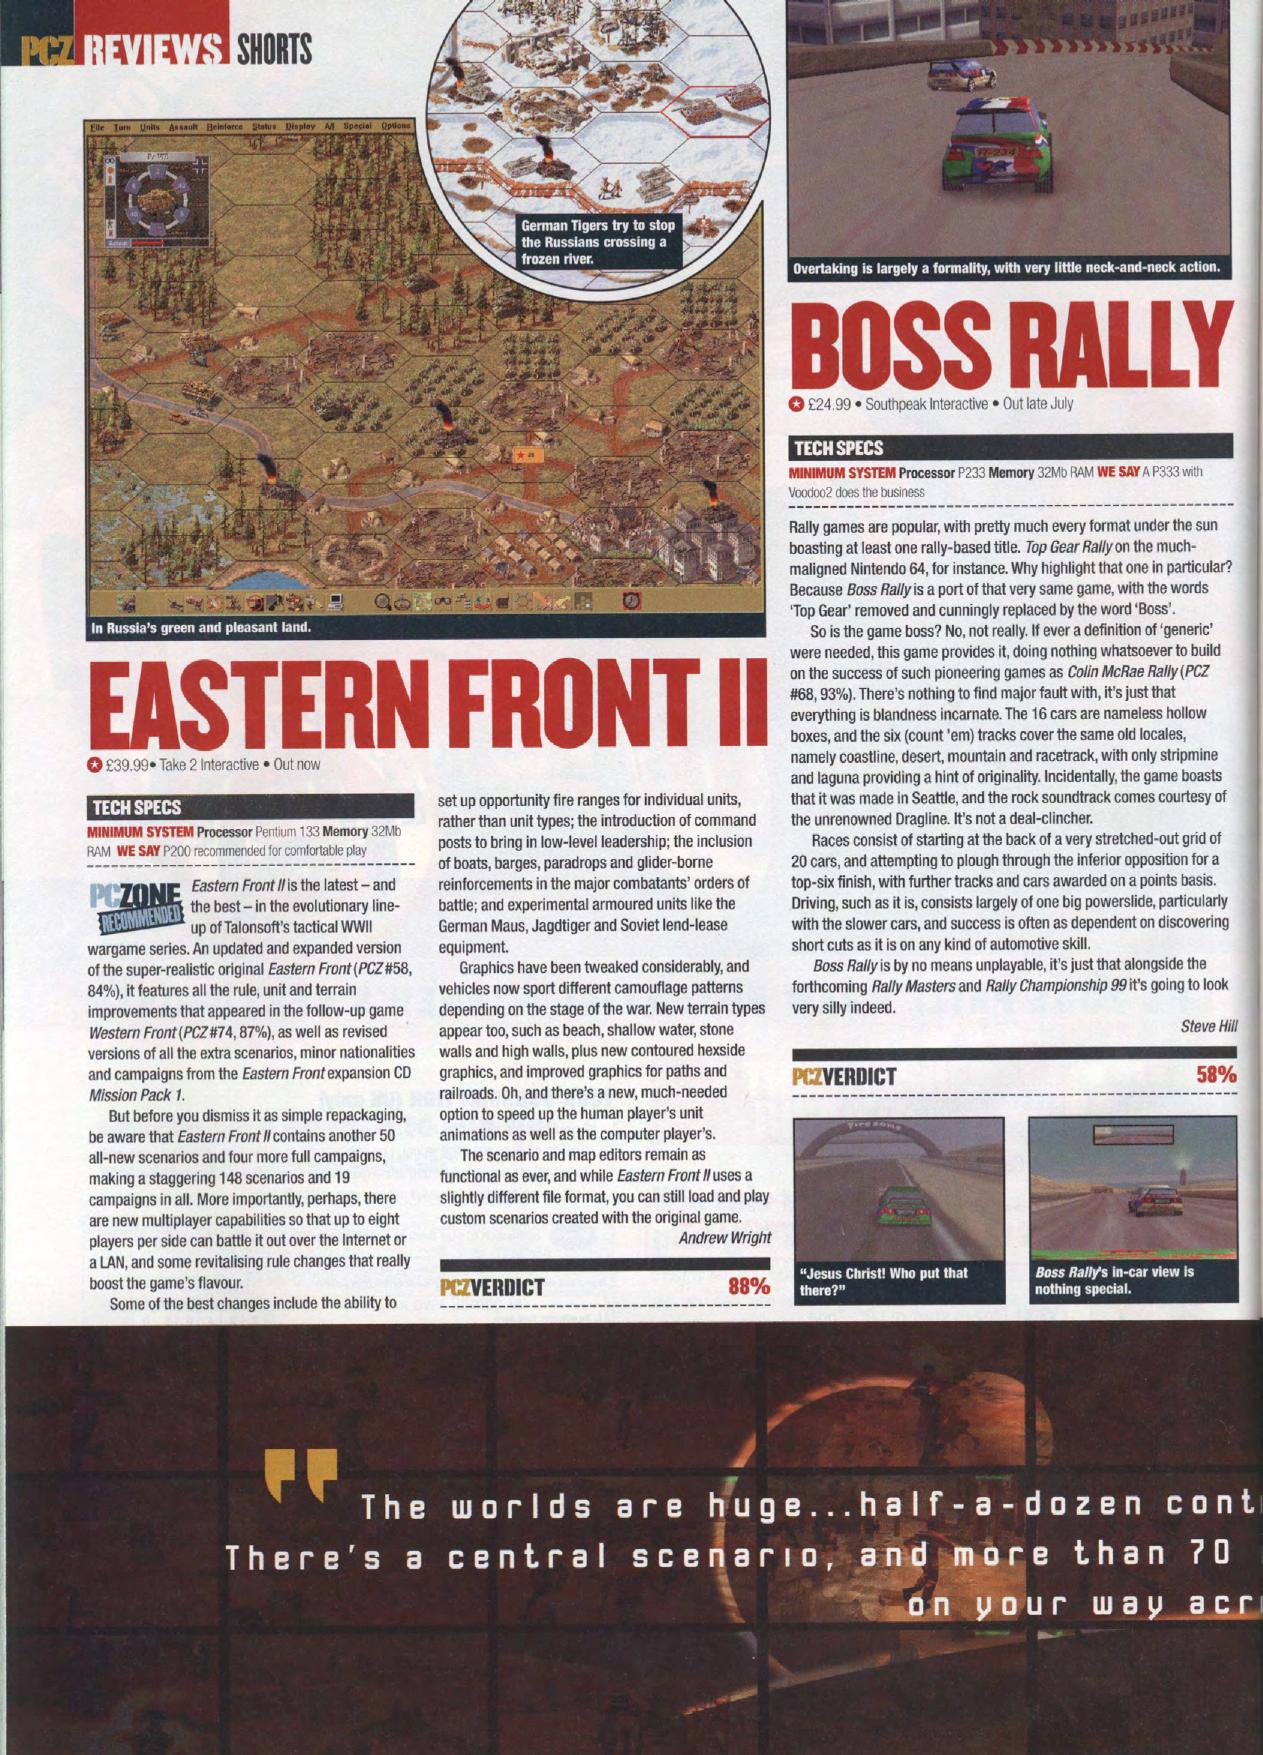 PCZ REVIEWS SHORTS
File Turn Units Assault Reinforce Status Display A/I Special Options
German Tigers try to stop
the Russians crossing a
frozen river.
In Russia's green and pleasant land.
EASTERN FRONT II
£39.99 • Take 2 Interactive • Out now
TECH SPECS
MINIMUM SYSTEM Processor Pentium 133 Memory 32Mb
RAM WE SAY P200 recommended for comfortable play
PCZONE
RECOMMENDED
Eastern Front II is the latest – and
the best – in the evolutionary line-
up of Talonsoft's tactical WWII
wargame series. An updated and expanded version
of the super-realistic original Eastern Front (PCZ #58,
84%), it features all the rule, unit and terrain
improvements that appeared in the follow-up game
Western Front (PCZ #74, 87%), as well as revised
versions of all the extra scenarios, minor nationalities
and campaigns from the Eastern Front expansion CD
Mission Pack 1.
But before you dismiss it as simple repackaging,
be aware that Eastern Front II contains another 50
all-new scenarios and four more full campaigns,
making a staggering 148 scenarios and 19
campaigns in all. More importantly, perhaps, there
are new multiplayer capabilities so that up to eight
players per side can battle it out over the Internet or
a LAN, and some revitalising rule changes that really
boost the game's flavour.
Some of the best changes include the ability to
set up opportunity fire ranges for individual units,
rather than unit types; the introduction of command
posts to bring in low-level leadership; the inclusion
of boats, barges, paradrops and glider-borne
reinforcements in the major combatants' orders of
battle; and experimental armoured units like the
German Maus, Jagdtiger and Soviet lend-lease
equipment.
Graphics have been tweaked considerably, and
vehicles now sport different camouflage patterns
depending on the stage of the war. New terrain types
appear too, such as beach, shallow water, stone
walls and high walls, plus new contoured hexside
graphics, and improved graphics for paths and
railroads. Oh, and there's a new, much-needed
option to speed up the human player's unit
animations as well as the computer player's.
The scenario and map editors remain as
functional as ever, and while Eastern Front II uses a
slightly different file format, you can still load and play
custom scenarios created with the original game.
Andrew Wright
PCZVERDICT 88%
Overtaking is largely a formality, with very little neck-and-neck action.
BOSS RALLY
£24.99 • Southpeak Interactive • Out late July
TECH SPECS
MINIMUM SYSTEM Processor P233 Memory 32Mb RAM WE SAY A P333 with
Voodoo2 does the business
Rally games are popular, with pretty much every format under the sun
boasting at least one rally-based title. Top Gear Rally on the much-
maligned Nintendo 64, for instance. Why highlight that one in particular?
Because Boss Rally is a port of that very same game, with the words
'Top Gear' removed and cunningly replaced by the word 'Boss'.
So is the game boss? No, not really. If ever a definition of 'generic'
were needed, this game provides it, doing nothing whatsoever to build
on the success of such pioneering games as Colin McRae Rally (PCZ
#68, 93%). There's nothing to find major fault with, it's just that
everything is blandness incarnate. The 16 cars are nameless hollow
boxes, and the six (count 'em) tracks cover the same old locales,
namely coastline, desert, mountain and racetrack, with only stripmine
and laguna providing a hint of originality. Incidentally, the game boasts
that it was made in Seattle, and the rock soundtrack comes courtesy of
the unrenowned Dragline. It's not a deal-clincher.
Races consist of starting at the back of a very stretched-out grid of
20 cars, and attempting to plough through the inferior opposition for a
top-six finish, with further tracks and cars awarded on a points basis.
Driving, such as it is, consists largely of one big powerslide, particularly
with the slower cars, and success is often as dependent on discovering
short cuts as it is on any kind of automotive skill.
Boss Rally is by no means unplayable, it's just that alongside the
forthcoming Rally Masters and Rally Championship 99 it's going to look
very silly indeed.
Steve Hill
PCZVERDICT 58%
"Jesus Christ! Who put that
there?"
Boss Rally's in-car view is
nothing special.
" The worlds are huge...half-a-dozen cont
There's a central scenario, and more than 70
on your way acr